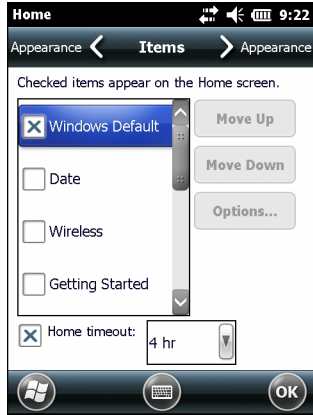 Home 9:22
Appearance Items Appearance
Checked items appear on the Home screen.
Windows Default
Date
Wireless
Getting Started
Move Up
Move Down
Options...
Home timeout: 4 hr
OK